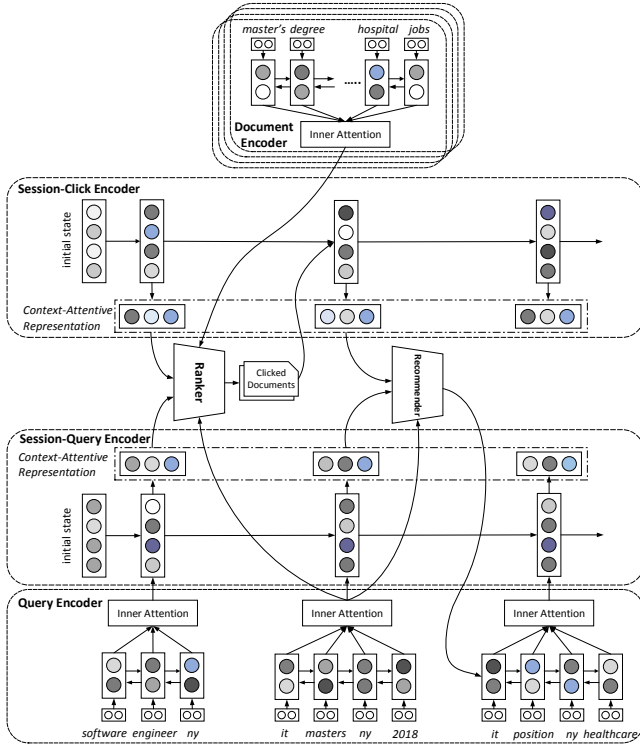 master's degree hospital jobs
.....
Inner Attention
Document
Encoder
Session-Click Encoder
initial state
Context-Attentive
Representation
Ranker
Clicked
Documents
Recommender
Session-Query Encoder
Context-Attentive
Representation
initial state
Query Encoder
Inner Attention Inner Attention Inner Attention
software engineer ny it masters ny 2018 it position ny healthcare